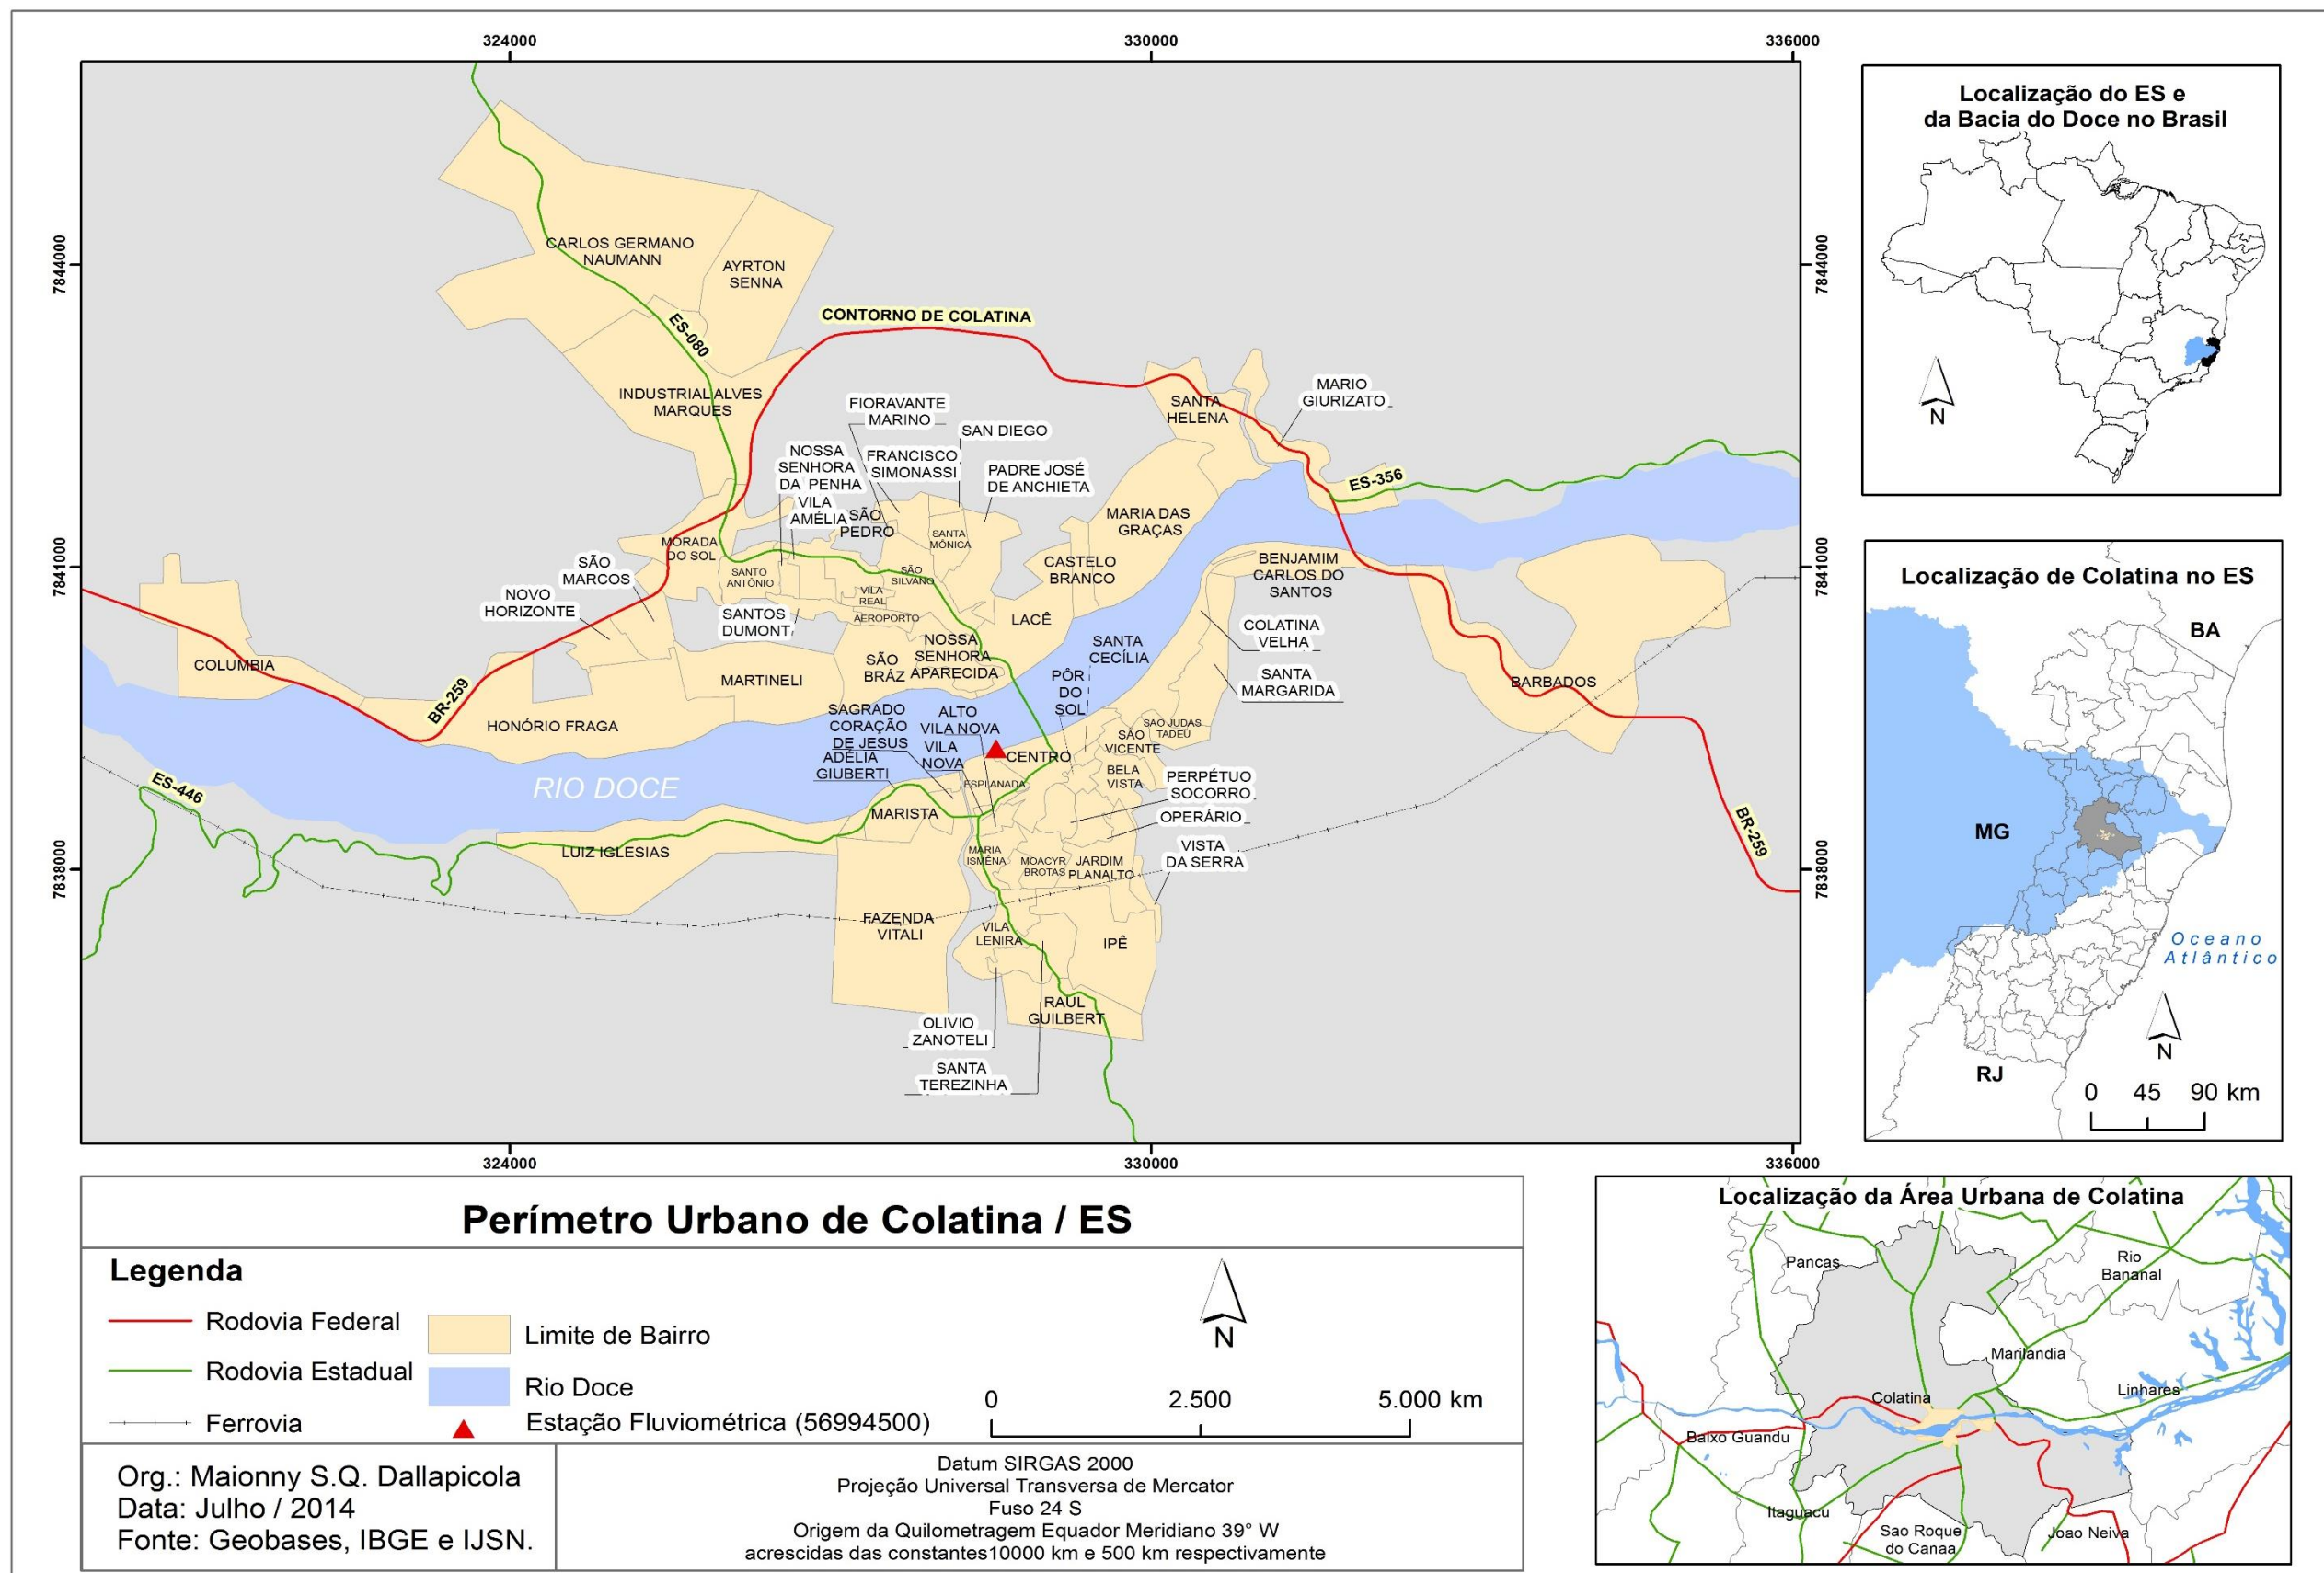 324000
330000
336000
7844000
7844000
7841000
7841000
7838000
7838000
CARLOS GERMANO
NAUMANN
AYRTON
SENNA
ES-080
CONTORNO DE COLATINA
INDUSTRIAL ALVES
MARQUES
FIORAVANTE
MARINO
SAN DIEGO
NOSSA
SENHORA
DA PENHA
FRANCISCO
SIMONASSI
PADRE JOSÉ
DE ANCHIETA
VILA
AMÉLIA
SÃO
PEDRO
SANTA
MÔNICA
SANTA
HELENA
MARIO
GIURIZATO
ES-356
MARIA DAS
GRAÇAS
MORADA
DO SOL
SÃO
MARCOS
NOVO
HORIZONTE
SANTO
ANTÔNIO
SÃO
SILVANO
VILA
REAL
AEROPORTO
SANTOS
DUMONT
CASTELO
BRANCO
LACÊ
BENJAMIM
CARLOS DO
SANTOS
COLATINA
VELHA
SANTA
MARGARIDA
SANTA
CECÍLIA
PÔR
DO
SOL
COLUMBIA
BR-259
HONÓRIO FRAGA
MARTINELI
SÃO
BRÁZ
NOSSA
SENHORA
APARECIDA
BARBADOS
SAGRADO
CORAÇÃO
DE JESUS
ALTO
VILA NOVA
VILA
NOVA
ADÉLIA
GIUBERTI
CENTRO
ESPLANADA
SÃO JUDAS
TADEU
SÃO
VICENTE
BELA
VISTA
PERPÉTUO
SOCORRO
OPERÁRIO
VISTA
DA SERRA
RIO DOCE
ES-446
BR-259
LUIZ IGLESIAS
MARISTA
MARIA
ISMÊNA
MOACYR
BROTAS
JARDIM
PLANALTO
FAZENDA
VITALI
VILA
LENIRA
IPÊ
RAUL
GUILBERT
OLIVIO
ZANOTELI
SANTA
TEREZINHA
324000
330000
336000
Localização do ES e
da Bacia do Doce no Brasil
N
Localização de Colatina no ES
BA
MG
Oceano
Atlântico
N
RJ
0 45 90 km
Perímetro Urbano de Colatina / ES
Legenda
Rodovia Federal
Rodovia Estadual
Ferrovia
Limite de Bairro
Rio Doce
Estação Fluviométrica (56994500)
N
0 2.500 5.000 km
Org.: Maionny S.Q. Dallapicola
Data: Julho / 2014
Fonte: Geobases, IBGE e IJSN.
Datum SIRGAS 2000
Projeção Universal Transversa de Mercator
Fuso 24 S
Origem da Quilometragem Equador Meridiano 39° W
acrescidas das constantes10000 km e 500 km respectivamente
Localização da Área Urbana de Colatina
Pancas
Rio
Bananal
Marilandia
Colatina
Linhares
Baixo Guandu
Itaguacu
Sao Roque
do Canaa
Joao Neiva